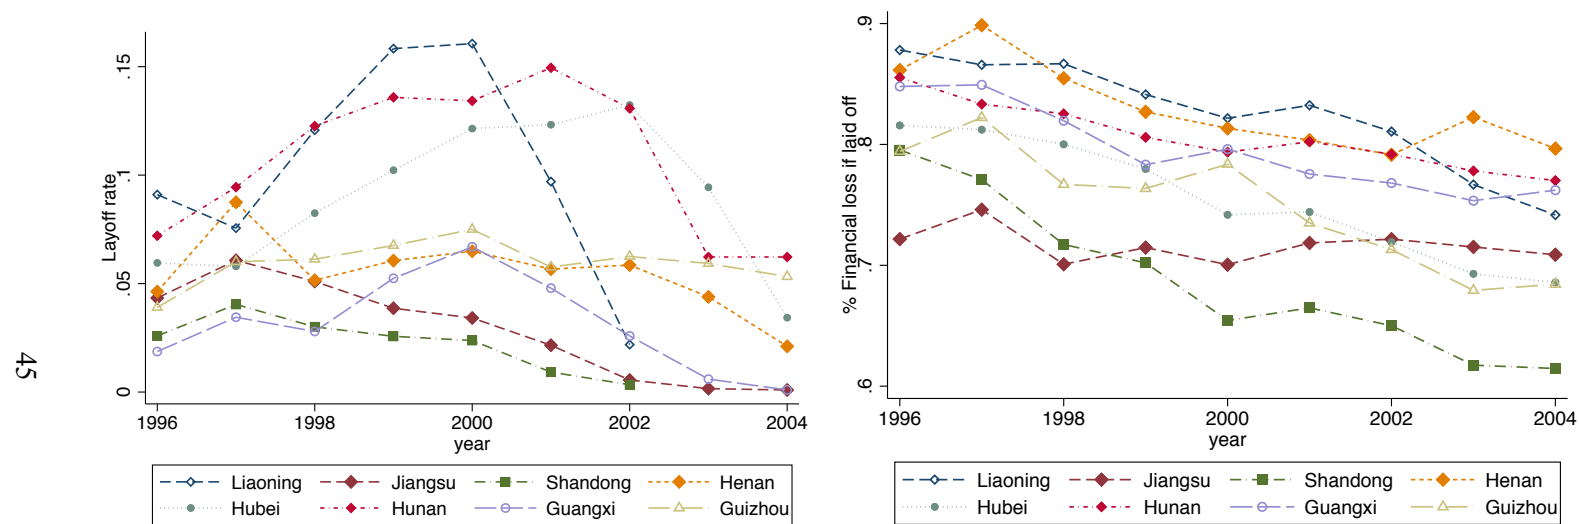 .15
.1
.05
0
Layoff rate
1996 1998 2000 2002 2004
year
Liaoning Jiangsu Shandong Henan
Hubei Hunan Guangxi Guizhou
.9
.8
.7
.6
% Financial loss if laid off
1996 1998 2000 2002 2004
year
Liaoning Jiangsu Shandong Henan
Hubei Hunan Guangxi Guizhou
45